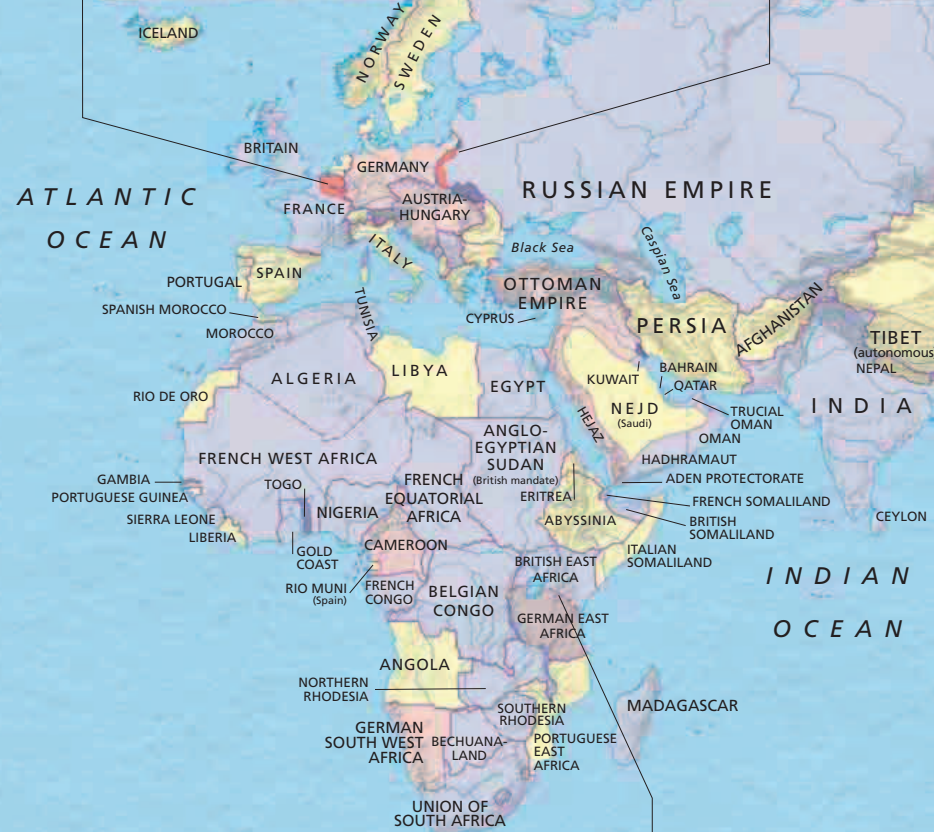 ICELAND
NORWAY
SWEDEN
BRITAIN
GERMANY
RUSSIAN EMPIRE
ATLANTIC
OCEAN
FRANCE
AUSTRIA-
HUNGARY
ITALY
Black Sea
Caspian Sea
PORTUGAL
SPAIN
OTTOMAN
EMPIRE
SPANISH MOROCCO
CYPRUS
MOROCCO
TUNISIA
PERSIA
AFGHANISTAN
TIBET
(autonomous
NEPAL
ALGERIA
LIBYA
EGYPT
KUWAIT
BAHRAIN
QATAR
RIO DE ORO
NEJD
(Saudi)
HEJAZ
TRUCIAL
OMAN
OMAN
INDIA
ANGLO-
EGYPTIAN
SUDAN
(British mandate)
HADHRAMAUT
FRENCH WEST AFRICA
GAMBIA
PORTUGUESE GUINEA
TOGO
FRENCH
EQUATORIAL
AFRICA
ERITREA
ADEN PROTECTORATE
FRENCH SOMALILAND
SIERRA LEONE
NIGERIA
ABYSSINIA
BRITISH
SOMALILAND
CEYLON
LIBERIA
GOLD
COAST
CAMEROON
ITALIAN
SOMALILAND
RIO MUNI
(Spain)
FRENCH
CONGO
BELGIAN
CONGO
BRITISH EAST
AFRICA
INDIAN
OCEAN
GERMAN EAST
AFRICA
ANGOLA
NORTHERN
RHODESIA
SOUTHERN
RHODESIA
MADAGASCAR
GERMAN
SOUTH WEST
AFRICA
BECHUANA-
LAND
PORTUGUESE
EAST
AFRICA
UNION OF
SOUTH AFRICA